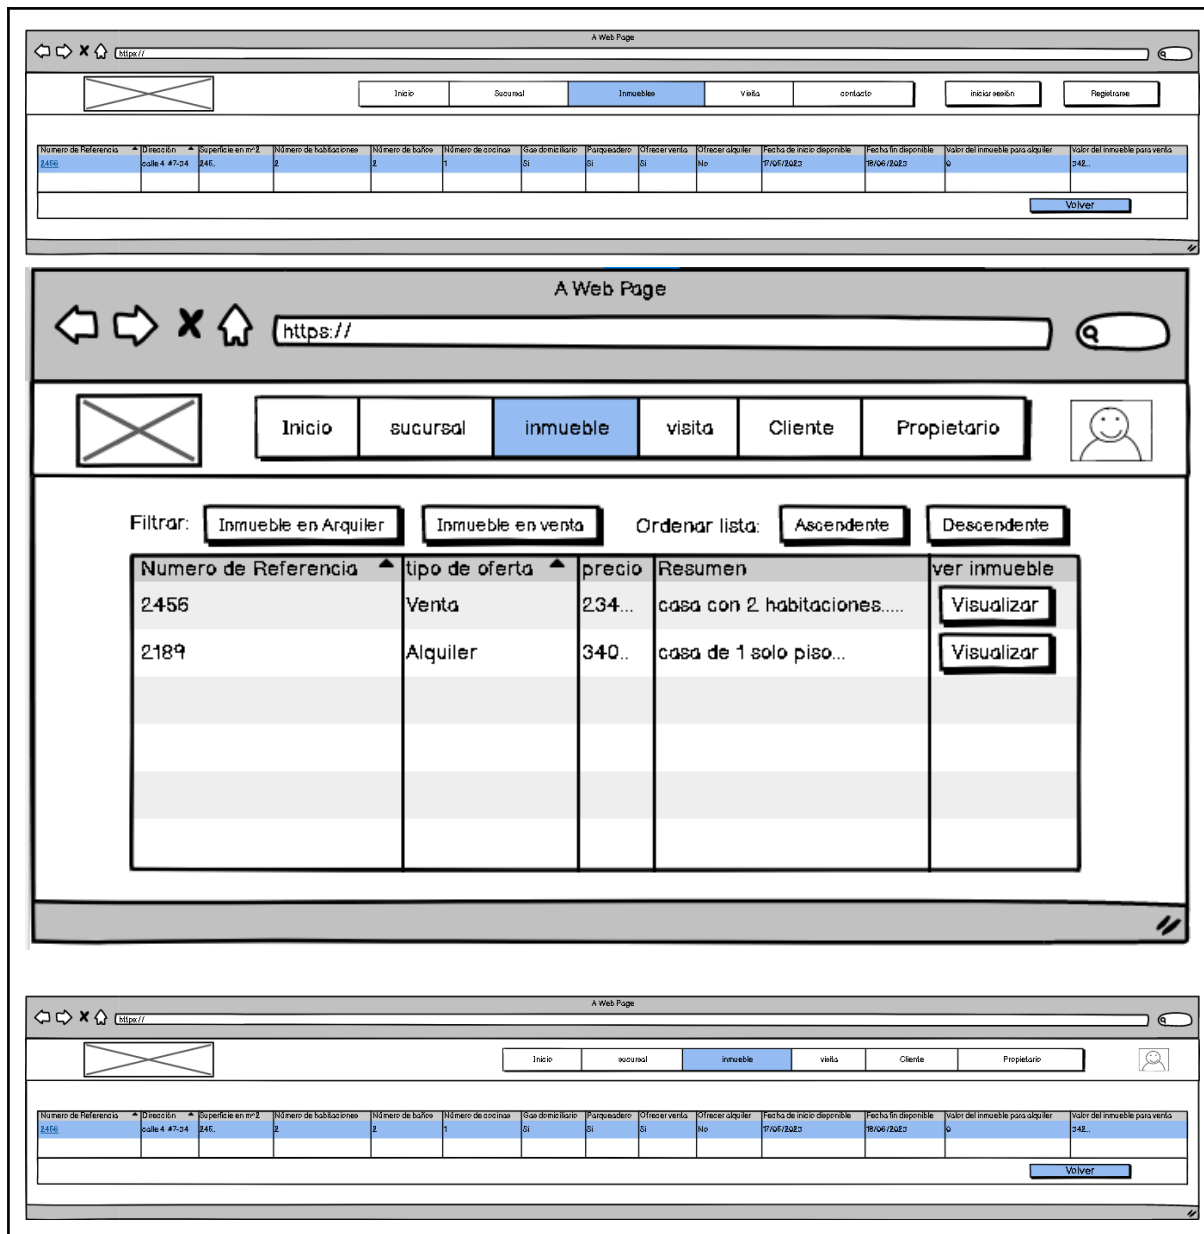 A Web Page
https://
Inicio Sucursal Inmuebles Visita contacto iniciar sesión Registrarse
Numero de Referencia Dirección Superficie en m^2 Número de habitaciones Número de baños Número de cocinas Gas domiciliario Parqueadero Ofrecer venta Ofrecer alquiler Fecha de inicio disponible Fecha fin disponible Valor del inmueble para alquiler Valor del inmueble para venta
2456 calle 4 #7-34 245.. 2 2 1 Si Si Si No 17/05/2023 18/06/2023 0 342...
Volver
A Web Page
https://
Inicio sucursal inmueble visita Cliente Propietario
Filtrar: Inmueble en Arquiler Inmueble en venta Ordenar lista: Ascendente Descendente
Numero de Referencia tipo de oferta precio Resumen ver inmueble
2456 Venta 234... casa con 2 habitaciones..... Visualizar
2189 Alquiler 340.. casa de 1 solo piso... Visualizar
A Web Page
https://
Inicio sucursal inmueble visita Cliente Propietario
Numero de Referencia Dirección Superficie en m^2 Número de habitaciones Número de baños Número de cocinas Gas domiciliario Parqueadero Ofrecer venta Ofrecer alquiler Fecha de inicio disponible Fecha fin disponible Valor del inmueble para alquiler Valor del inmueble para venta
2456 calle 4 #7-34 245.. 2 2 1 Si Si Si No 17/05/2023 18/06/2023 0 342...
Volver